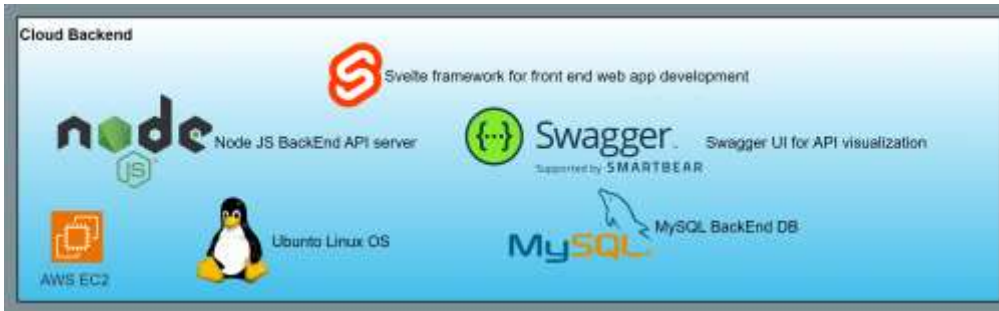 Cloud Backend
Svelte framework for front end web app development
node
JS
Node JS BackEnd API server
{···}
Swagger
Supported by SMARTBEAR
Swagger UI for API visualization
AWS EC2
Ubunto Linux OS
MySQL
MySQL BackEnd DB